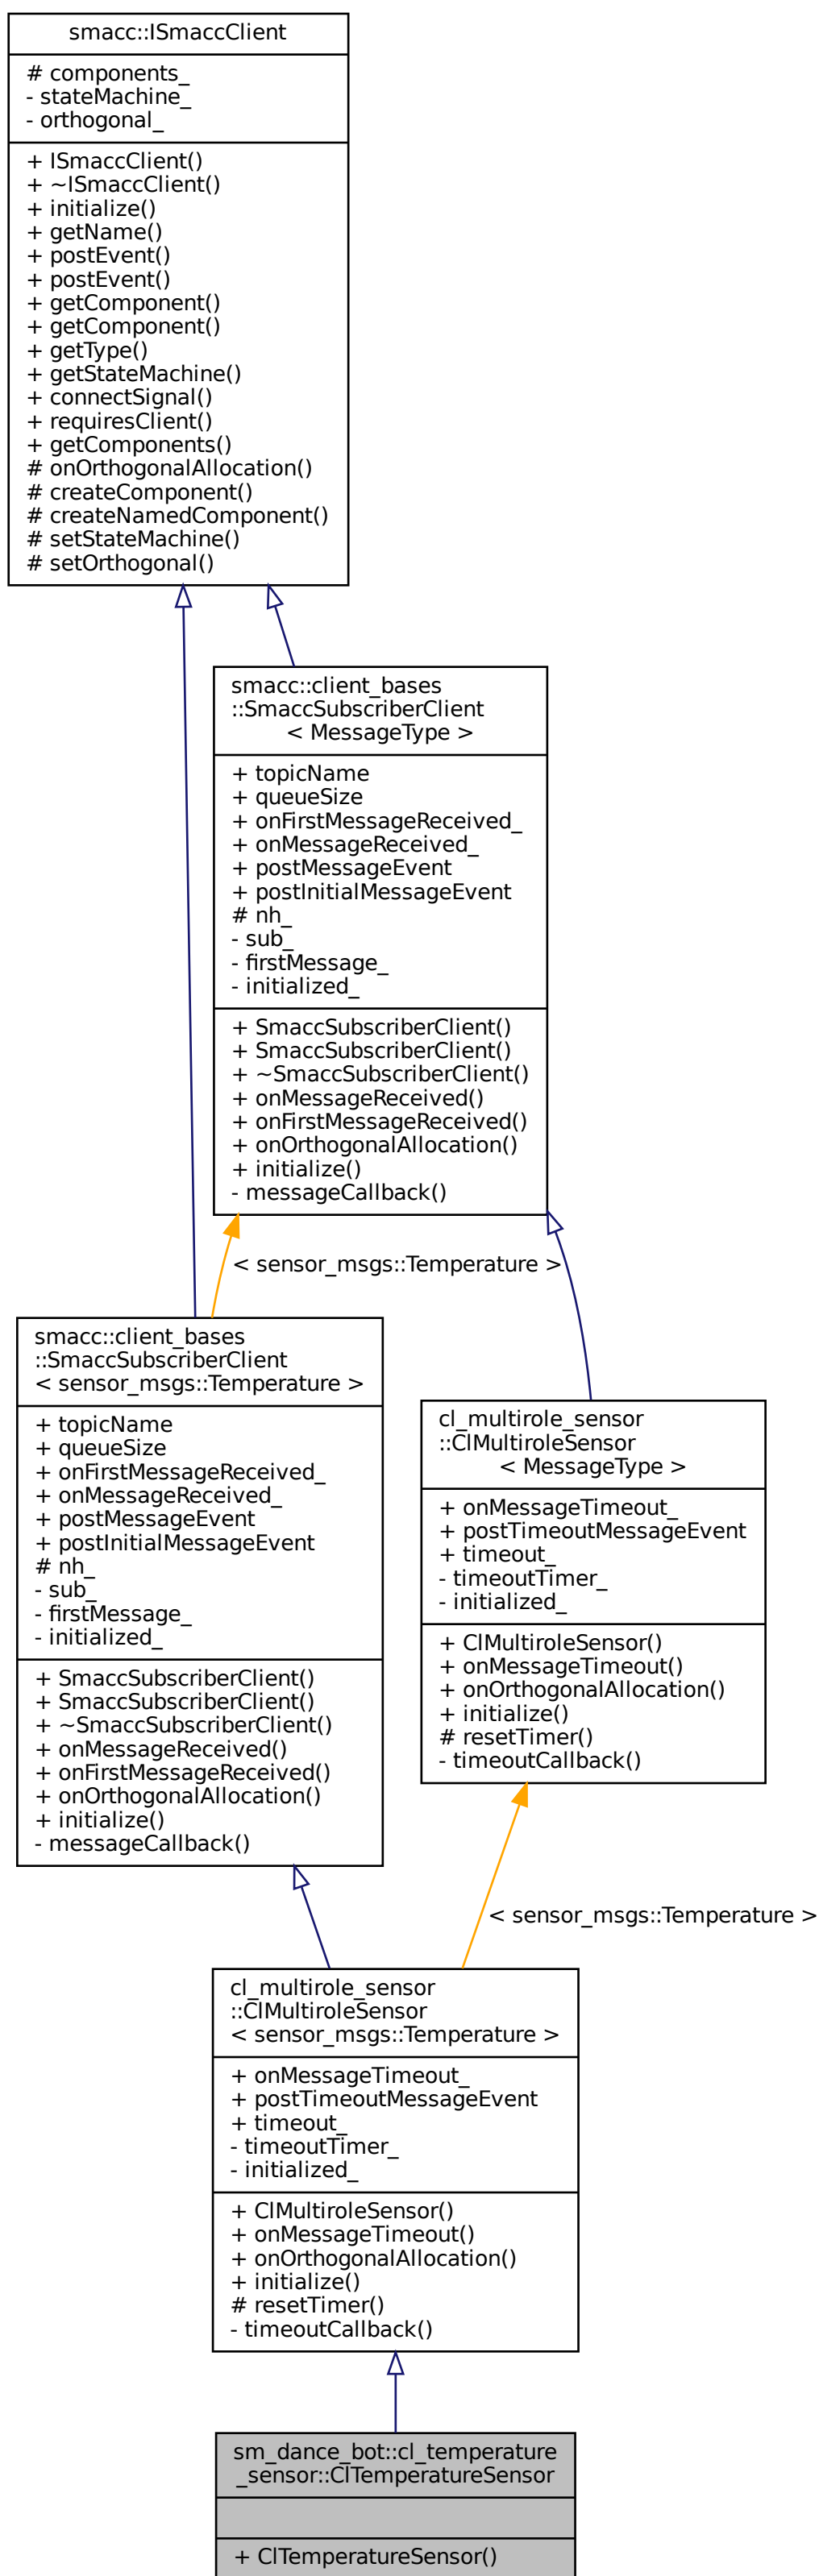 smacc::ISmaccClient
# components_
- stateMachine_
- orthogonal_
+ ISmaccClient()
+ ~ISmaccClient()
+ initialize()
+ getName()
+ postEvent()
+ postEvent()
+ getComponent()
+ getComponent()
+ getType()
+ getStateMachine()
+ connectSignal()
+ requiresClient()
+ getComponents()
# onOrthogonalAllocation()
# createComponent()
# createNamedComponent()
# setStateMachine()
# setOrthogonal()
smacc::client_bases
::SmaccSubscriberClient
< MessageType >
+ topicName
+ queueSize
+ onFirstMessageReceived_
+ onMessageReceived_
+ postMessageEvent
+ postInitialMessageEvent
# nh_
- sub_
- firstMessage_
- initialized_
+ SmaccSubscriberClient()
+ SmaccSubscriberClient()
+ ~SmaccSubscriberClient()
+ onMessageReceived()
+ onFirstMessageReceived()
+ onOrthogonalAllocation()
+ initialize()
- messageCallback()
< sensor_msgs::Temperature >
smacc::client_bases
::SmaccSubscriberClient
< sensor_msgs::Temperature >
+ topicName
+ queueSize
+ onFirstMessageReceived_
+ onMessageReceived_
+ postMessageEvent
+ postInitialMessageEvent
# nh_
- sub_
- firstMessage_
- initialized_
+ SmaccSubscriberClient()
+ SmaccSubscriberClient()
+ ~SmaccSubscriberClient()
+ onMessageReceived()
+ onFirstMessageReceived()
+ onOrthogonalAllocation()
+ initialize()
- messageCallback()
cl_multirole_sensor
::ClMultiroleSensor
< MessageType >
+ onMessageTimeout_
+ postTimeoutMessageEvent
+ timeout_
- timeoutTimer_
- initialized_
+ ClMultiroleSensor()
+ onMessageTimeout()
+ onOrthogonalAllocation()
+ initialize()
# resetTimer()
- timeoutCallback()
< sensor_msgs::Temperature >
cl_multirole_sensor
::ClMultiroleSensor
< sensor_msgs::Temperature >
+ onMessageTimeout_
+ postTimeoutMessageEvent
+ timeout_
- timeoutTimer_
- initialized_
+ ClMultiroleSensor()
+ onMessageTimeout()
+ onOrthogonalAllocation()
+ initialize()
# resetTimer()
- timeoutCallback()
sm_dance_bot::cl_temperature
_sensor::ClTemperatureSensor
+ ClTemperatureSensor()